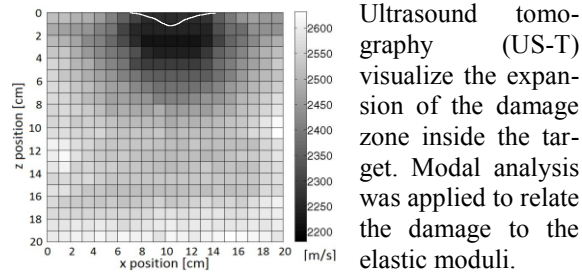 0
2
4
6
8
10
12
14
16
18
20
z position [cm]
0 2 4 6 8 10 12 14 16 18 20
x position [cm]
2600
2550
2500
2450
2400
2350
2300
2250
2200
[m/s]
Ultrasound tomo-
graphy (US-T)
visualize the expan-
sion of the damage
zone inside the tar-
get. Modal analysis
was applied to relate
the damage to the
elastic moduli.